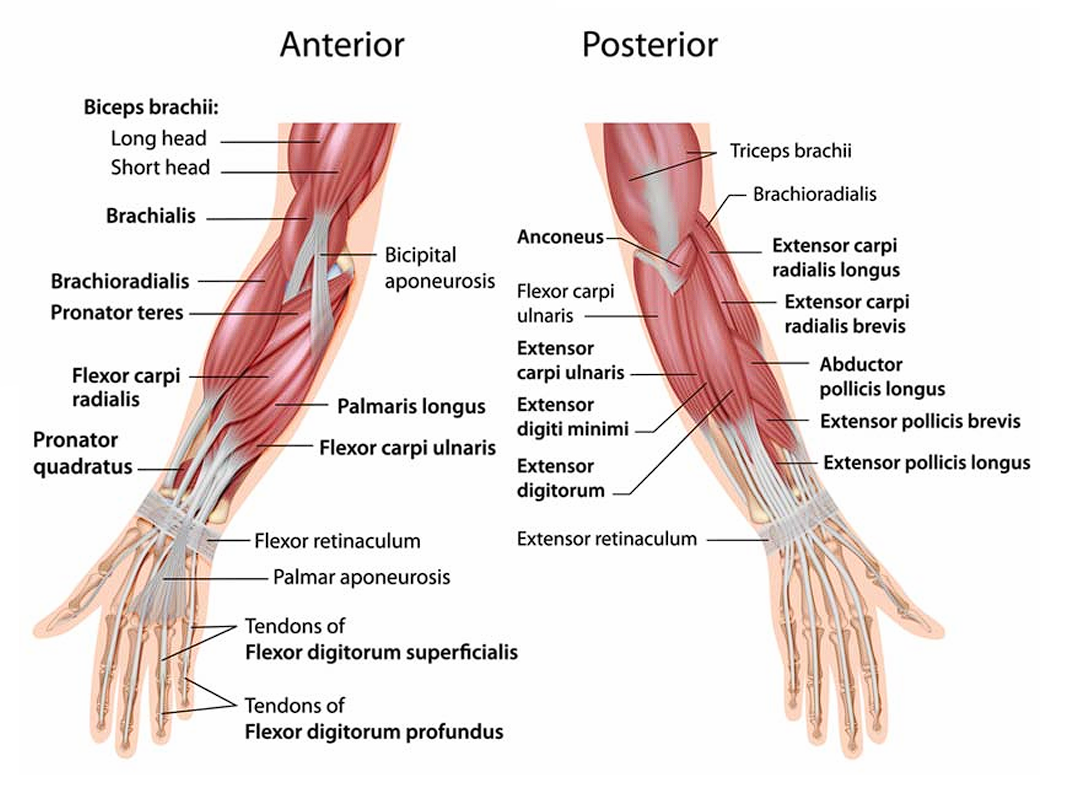 Anterior
Biceps brachii:
Long head
Short head
Brachialis
Bicipital
aponeurosis
Brachioradialis
Pronator teres
Flexor carpi
radialis
Palmaris longus
Pronator
quadratus
Flexor carpi ulnaris
Flexor retinaculum
Palmar aponeurosis
Tendons of
Flexor digitorum superficialis
Tendons of
Flexor digitorum profundus
Posterior
Triceps brachii
Brachioradialis
Anconeus
Extensor carpi
radialis longus
Flexor carpi
ulnaris
Extensor carpi
radialis brevis
Extensor
carpi ulnaris
Abductor
pollicis longus
Extensor
digiti minimi
Extensor pollicis brevis
Extensor
digitorum
Extensor pollicis longus
Extensor retinaculum